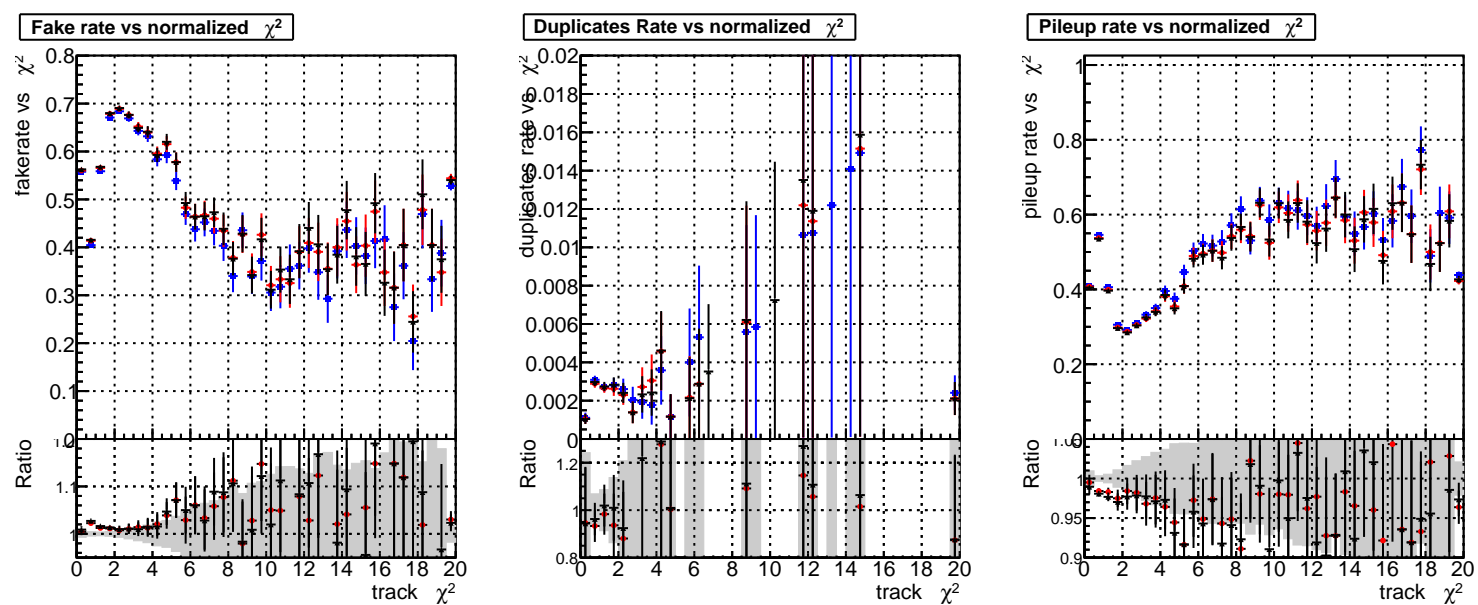 Fake rate vs normalized χ²
fakerate vs χ²
0.8
0.7
0.6
0.5
0.4
0.3
0.2
0.1
Ratio
1.1
1
0 2 4 6 8 10 12 14 16 18 20
track χ²
Duplicates Rate vs normalized χ²
duplicates rate vs χ²
0.02
0.018
0.016
0.014
0.012
0.01
0.008
0.006
0.004
0.002
0
Ratio
1.2
1
0.8
0 2 4 6 8 10 12 14 16 18 20
track χ²
Pileup rate vs normalized χ²
pileup rate vs χ²
1
0.8
0.6
0.4
0.2
Ratio
1
0.95
0.9
0 2 4 6 8 10 12 14 16 18 20
track χ²